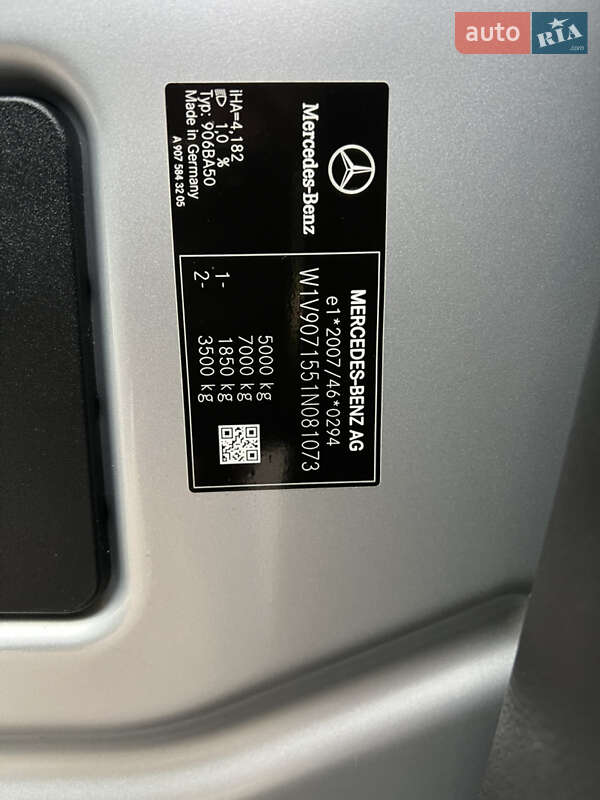 auto RIA.com
Mercedes-Benz
iHA=4,182
1,0 %
Typ: 906BA50
Made in Germany
A 907 584 32 05
MERCEDES-BENZ AG
e1*2007/46*0294
W1V9071551N081073
5000 kg
7000 kg
1- 1850 kg
2- 3500 kg